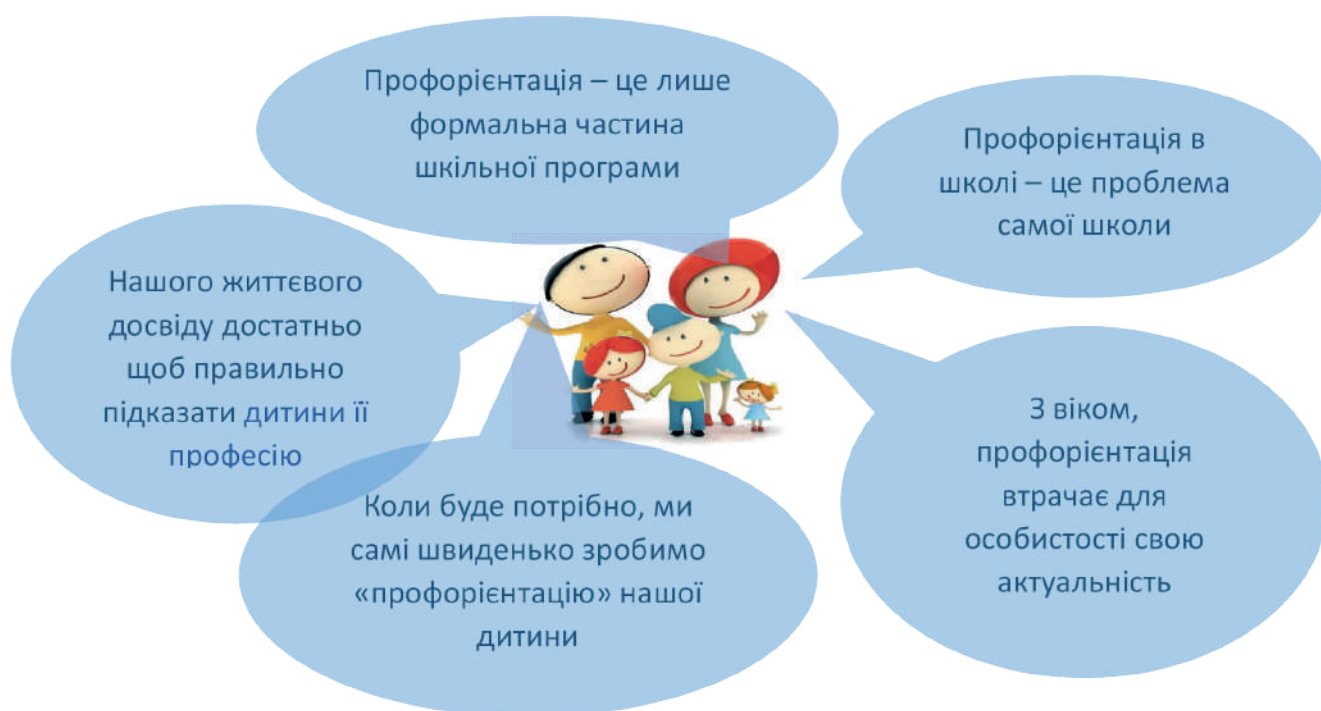 Профорієнтація – це лише
формальна частина
шкільної програми
Профорієнтація в
школі – це проблема
самої школи
Нашого життєвого
досвіду достатньо
щоб правильно
підказати дитини її
професію
З віком,
профорієнтація
втрачає для
особистості свою
актуальність
Коли буде потрібно, ми
самі швиденько зробимо
«профорієнтацію» нашої
дитини